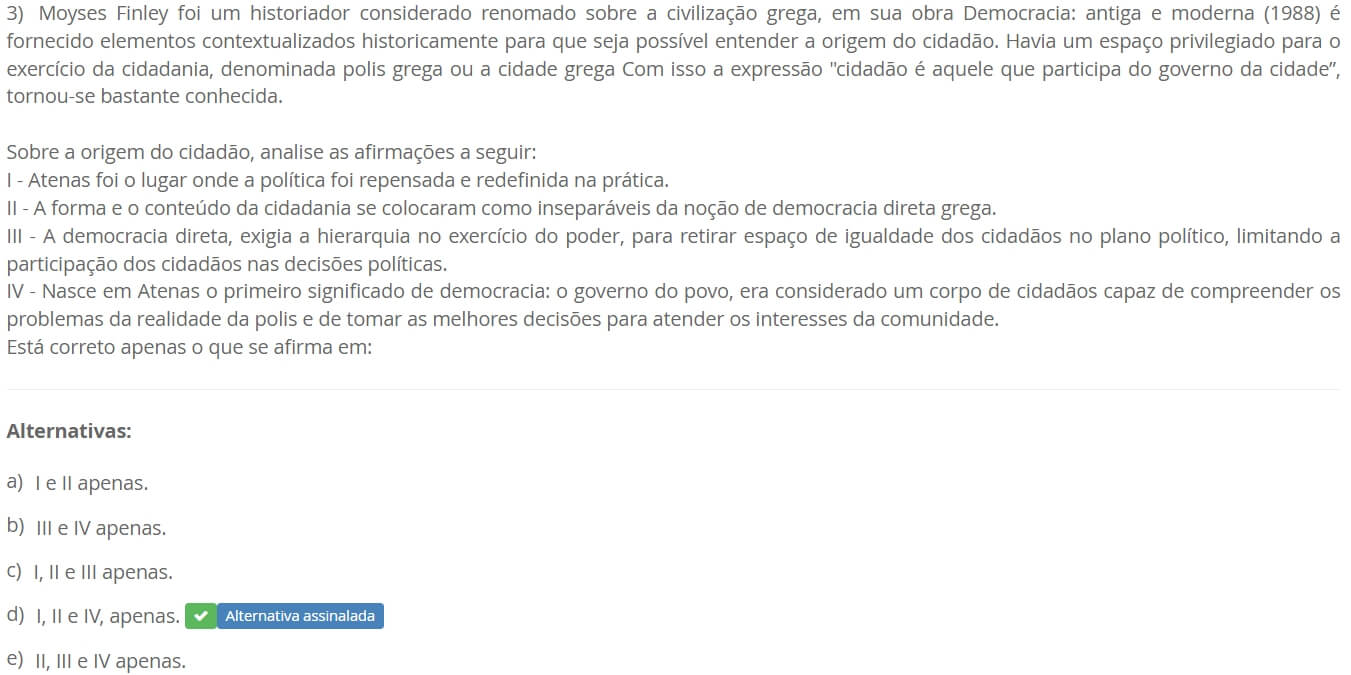 3) Moyses Finley foi um historiador considerado renomado sobre a civilização grega, em sua obra Democracia: antiga e moderna (1988) é
fornecido elementos contextualizados historicamente para que seja possível entender a origem do cidadão. Havia um espaço privilegiado para o
exercício da cidadania, denominada polis grega ou a cidade grega Com isso a expressão "cidadão é aquele que participa do governo da cidade”,
tornou-se bastante conhecida.
Sobre a origem do cidadão, analise as afirmações a seguir:
I - Atenas foi o lugar onde a política foi repensada e redefinida na prática.
II - A forma e o conteúdo da cidadania se colocaram como inseparáveis da noção de democracia direta grega.
III - A democracia direta, exigia a hierarquia no exercício do poder, para retirar espaço de igualdade dos cidadãos no plano político, limitando a
participação dos cidadãos nas decisões políticas.
IV - Nasce em Atenas o primeiro significado de democracia: o governo do povo, era considerado um corpo de cidadãos capaz de compreender os
problemas da realidade da polis e de tomar as melhores decisões para atender os interesses da comunidade.
Está correto apenas o que se afirma em:
Alternativas:
a) I e II apenas.
b) III e IV apenas.
c) I, II e III apenas.
d) I, II e IV, apenas. Alternativa assinalada
e) II, III e IV apenas.